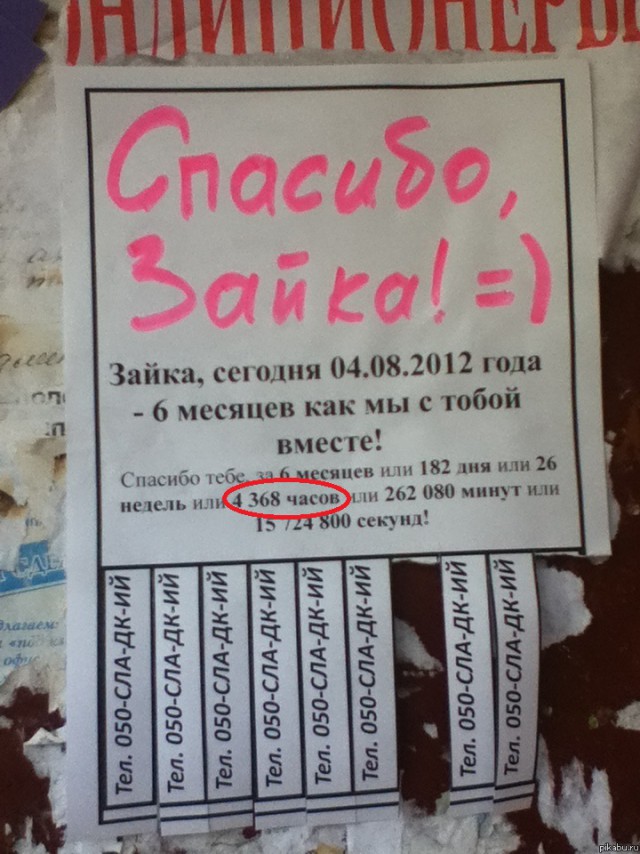 Спасибо,
Зайка! =)
Зайка, сегодня 04.08.2012 года
- 6 месяцев как мы с тобой
вместе!
Спасибо тебе, за 6 месяцев или 182 дня или 26
недель или 4 368 часов или 262 080 минут или
15 724 800 секунд!
Тел. 050-СЛА-ДК-ИЙ
Тел. 050-СЛА-ДК-ИЙ
Тел. 050-СЛА-ДК-ИЙ
Тел. 050-СЛА-ДК-ИЙ
Тел. 050-СЛА-ДК-ИЙ
Тел. 050-СЛА-ДК-ИЙ
Тел. 050-СЛА-ДК-ИЙ
Тел. 050-СЛА-ДК-ИЙ
pikabu.ru